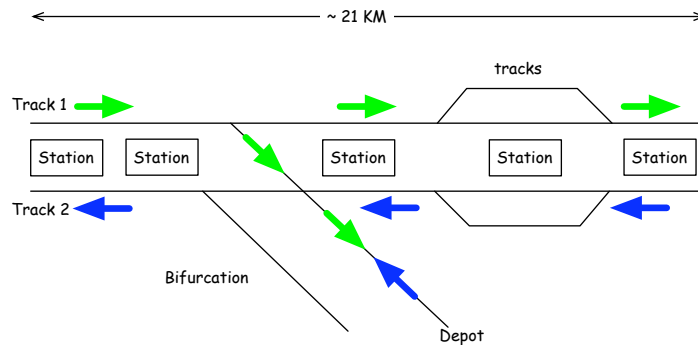 ~ 21 KM
tracks
Track 1
Station
Station
Station
Station
Station
Track 2
Bifurcation
Depot